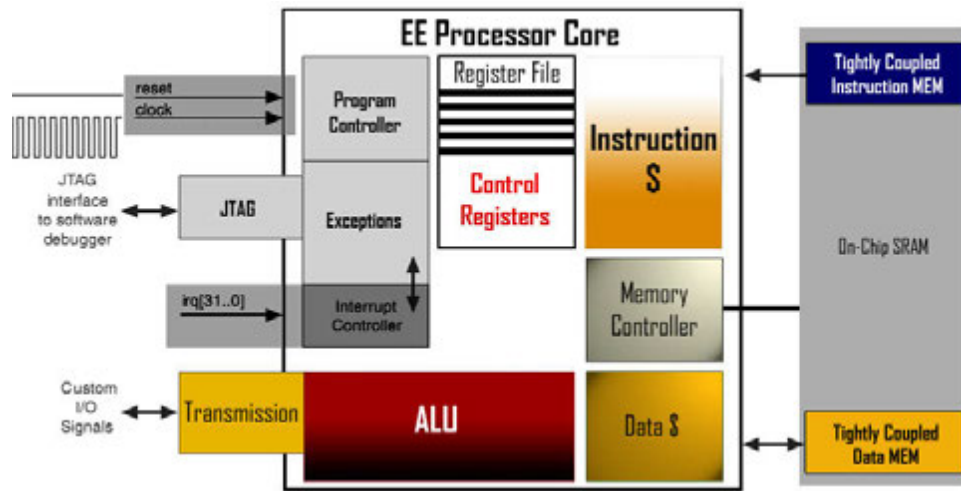 EE Processor Core
reset
clock
Program
Controller
Register File
Instruction
$
Tightly Coupled
Instruction MEM
JTAG
interface
to software
debugger
JTAG
Exceptions
Control
Registers
On-Chip SRAM
irq[31..0]
Interrupt
Controller
Memory
Controller
Custom
I/O
Signals
Transmission
ALU
Data $
Tightly Coupled
Data MEM